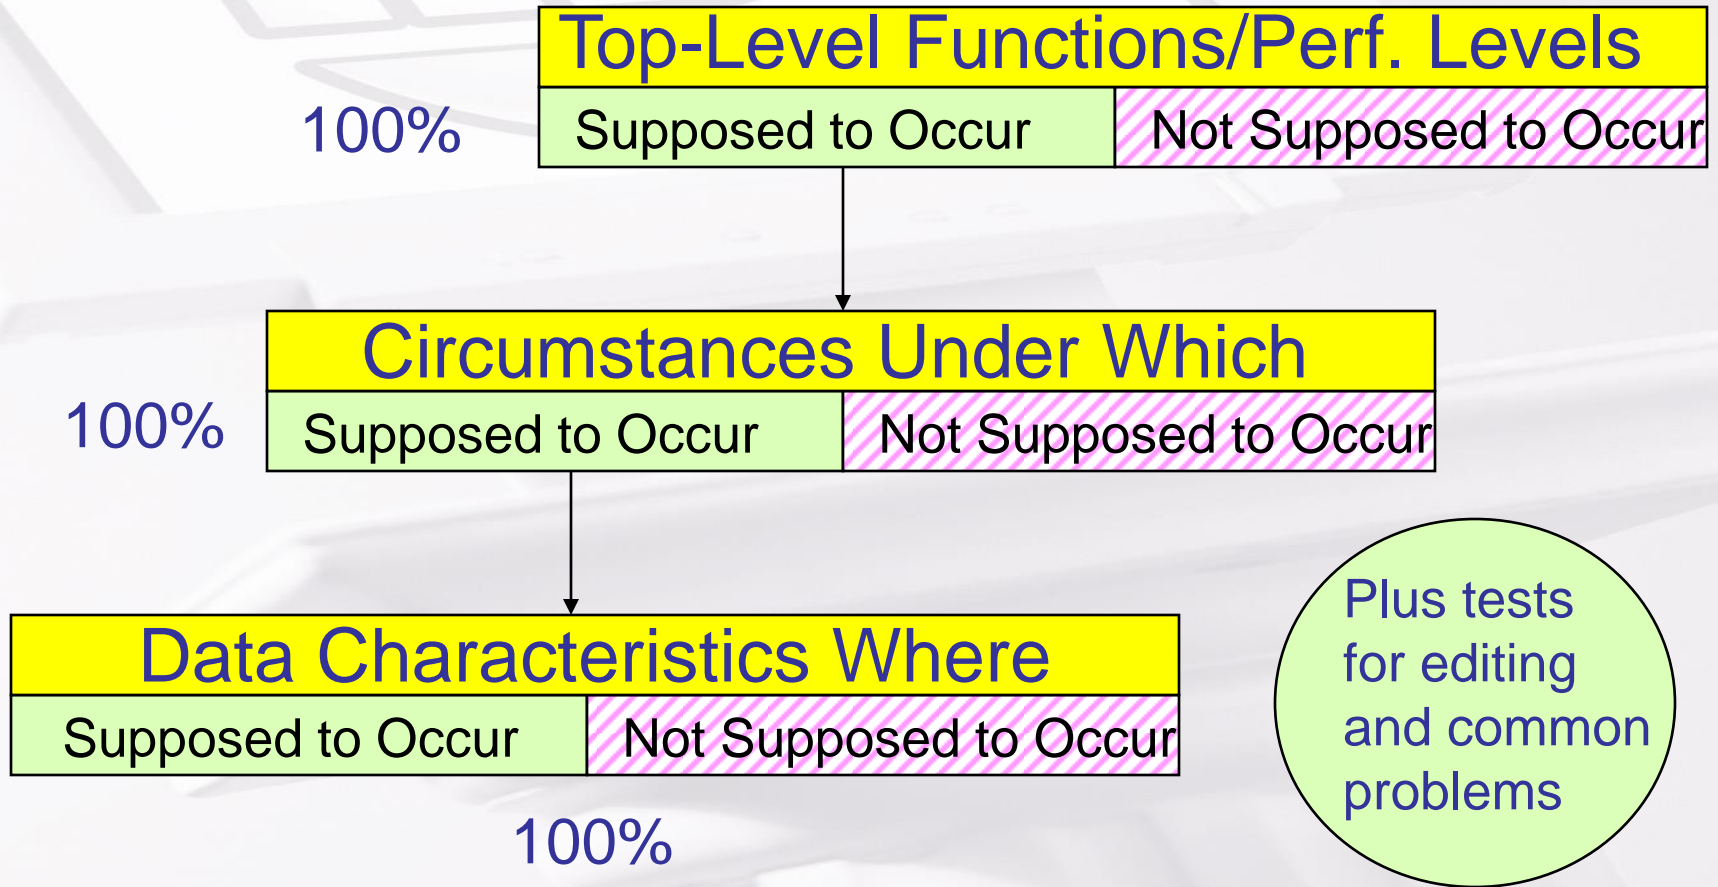 Top-Level Functions/Perf. Levels
100%
Supposed to Occur
Not Supposed to Occur
Circumstances Under Which
100%
Supposed to Occur
Not Supposed to Occur
Data Characteristics Where
Supposed to Occur
Not Supposed to Occur
100%
Plus tests
for editing
and common
problems